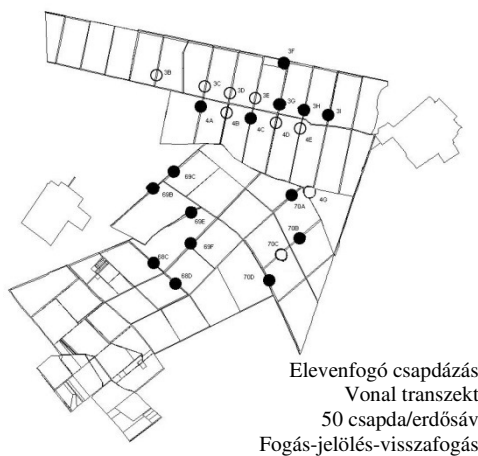 3F
3B
3C
3D
3E
3G
3H
3I
4A
4B
4C
4D
4E
69C
69B
4G
70A
69E
70B
69F
70C
68C
70D
68D
Elevenfogó csapdázás
Vonal transzekt
50 csapda/erdősáv
Fogás-jelölés-visszafogás